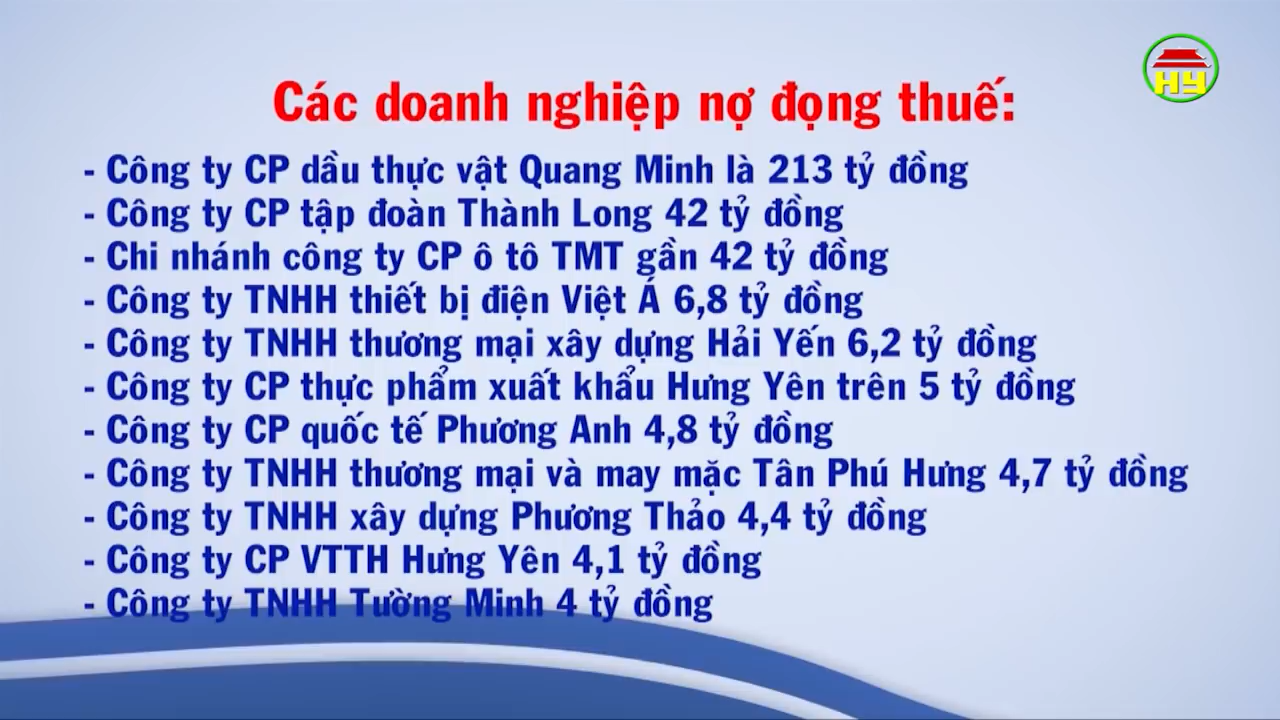 HY
Các doanh nghiệp nợ đọng thuế:
- Công ty CP dầu thực vật Quang Minh là 213 tỷ đồng
- Công ty CP tập đoàn Thành Long 42 tỷ đồng
- Chi nhánh công ty CP ô tô TMT gần 42 tỷ đồng
- Công ty TNHH thiết bị điện Việt Á 6,8 tỷ đồng
- Công ty TNHH thương mại xây dựng Hải Yến 6,2 tỷ đồng
- Công ty CP thực phẩm xuất khẩu Hưng Yên trên 5 tỷ đồng
- Công ty CP quốc tế Phương Anh 4,8 tỷ đồng
- Công ty TNHH thương mại và may mặc Tân Phú Hưng 4,7 tỷ đồng
- Công ty TNHH xây dựng Phương Thảo 4,4 tỷ đồng
- Công ty CP VTTH Hưng Yên 4,1 tỷ đồng
- Công ty TNHH Tường Minh 4 tỷ đồng